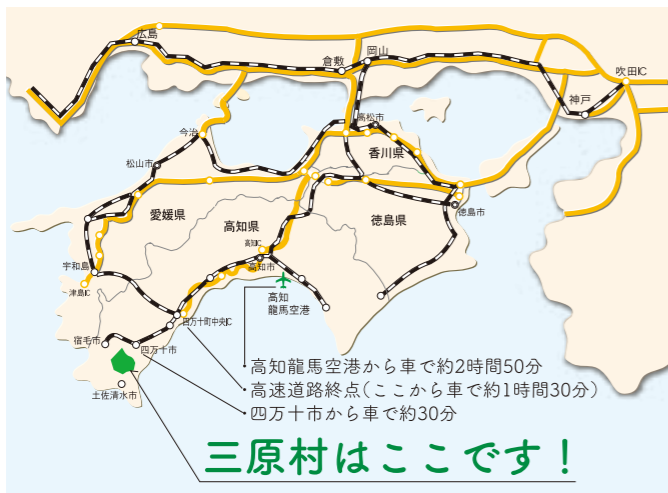 広島
倉敷
岡山
吹田IC
神戸
高松市
今治
香川県
松山市
愛媛県
高知県
徳島県
徳島市
高知IC
高知市
宇和島
津島IC
高知
龍馬空港
四万十町中央IC
宿毛市
四万十市
土佐清水市
・高知龍馬空港から車で約2時間50分
・高速道路終点(ここから車で約1時間30分)
・四万十市から車で約30分
三原村はここです！